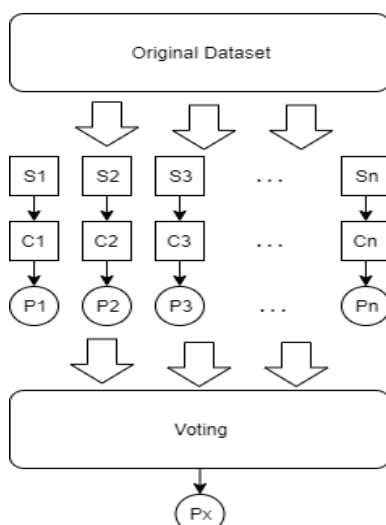 Original Dataset
S1 S2 S3 ... Sn
C1 C2 C3 ... Cn
P1 P2 P3 ... Pn
Voting
Px